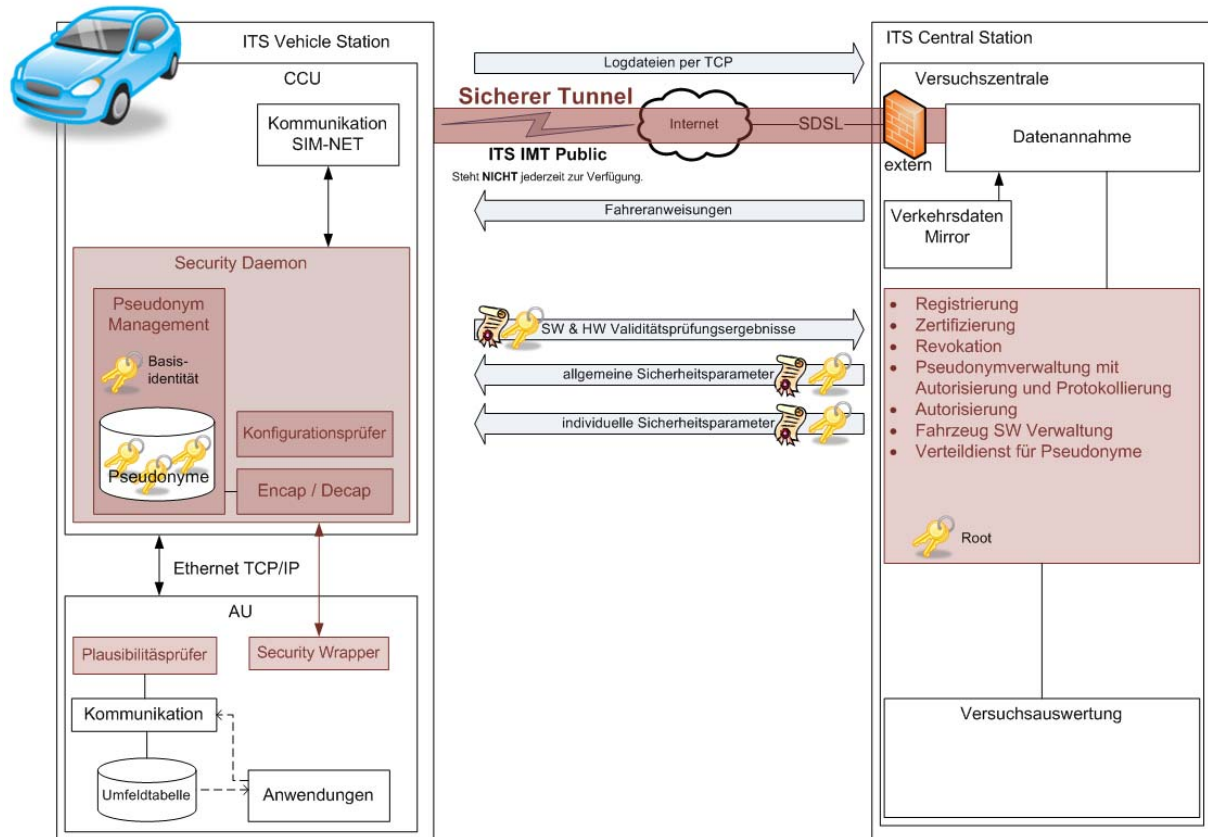 ITS Vehicle Station
CCU
Kommunikation
SIM-NET
Security Daemon
Pseudonym
Management
Basis-
identität
Pseudonyme
Konfigurationsprüfer
Encap / Decap
Ethernet TCP/IP
AU
Plausibilitäsprüfer
Security Wrapper
Kommunikation
Umfeldtabelle
Anwendungen
Logdateien per TCP
Sicherer Tunnel
Internet
SDSL
ITS IMT Public
Steht NICHT jederzeit zur Verfügung.
Fahreranweisungen
SW & HW Validitätsprüfungsergebnisse
allgemeine Sicherheitsparameter
individuelle Sicherheitsparameter
ITS Central Station
Versuchszentrale
extern
Datenannahme
Verkehrsdaten
Mirror
• Registrierung
• Zertifizierung
• Revokation
• Pseudonymverwaltung mit
Autorisierung und Protokollierung
• Autorisierung
• Fahrzeug SW Verwaltung
• Verteildienst für Pseudonyme
Root
Versuchsauswertung